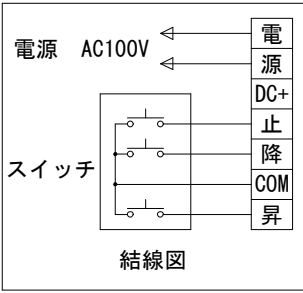 電源 AC100V
電
源
DC+
止
降
COM
昇
スイッチ
結線図